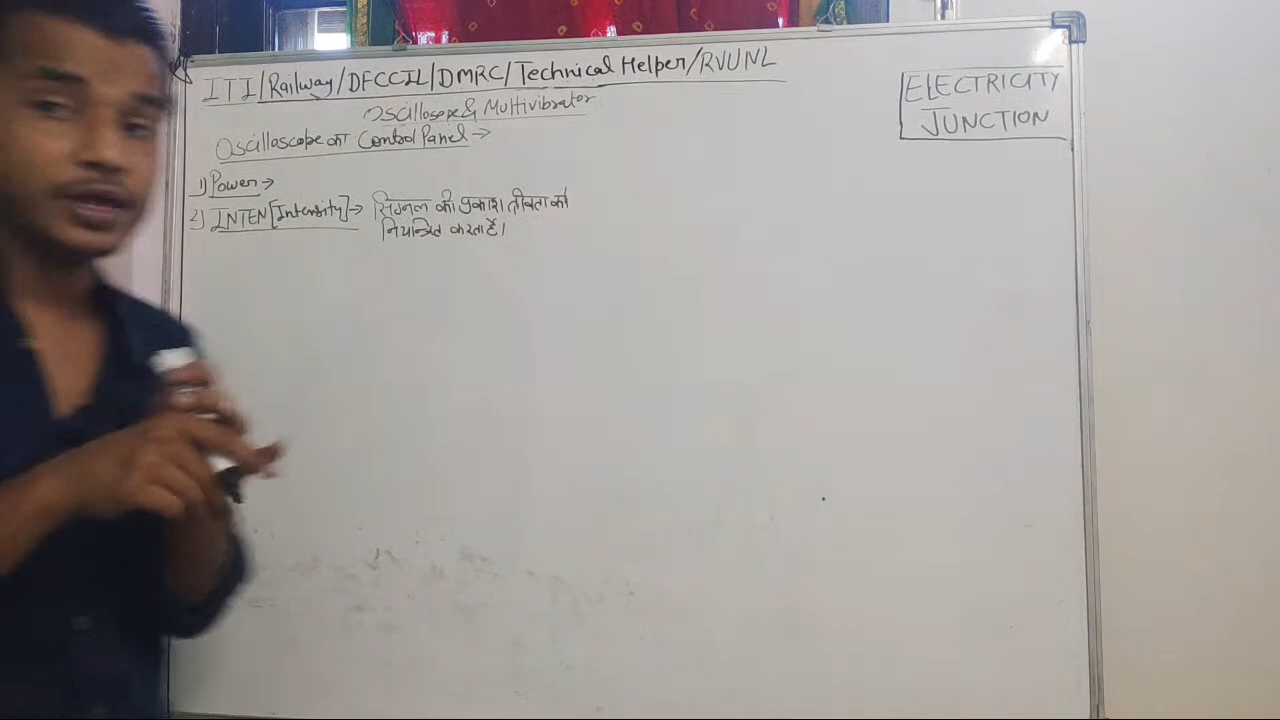 ITI/Railway/DFCCIL/DMRC/Technical Helper/RVUNL
ELECTRICITY
JUNCTION
Oscilloscope & Multivibrator
Oscilloscope का Control Panel →
1) Power →
2) INTEN [Intensity] → सिग्नल की प्रकाश तीव्रता को
नियन्त्रित करता है।